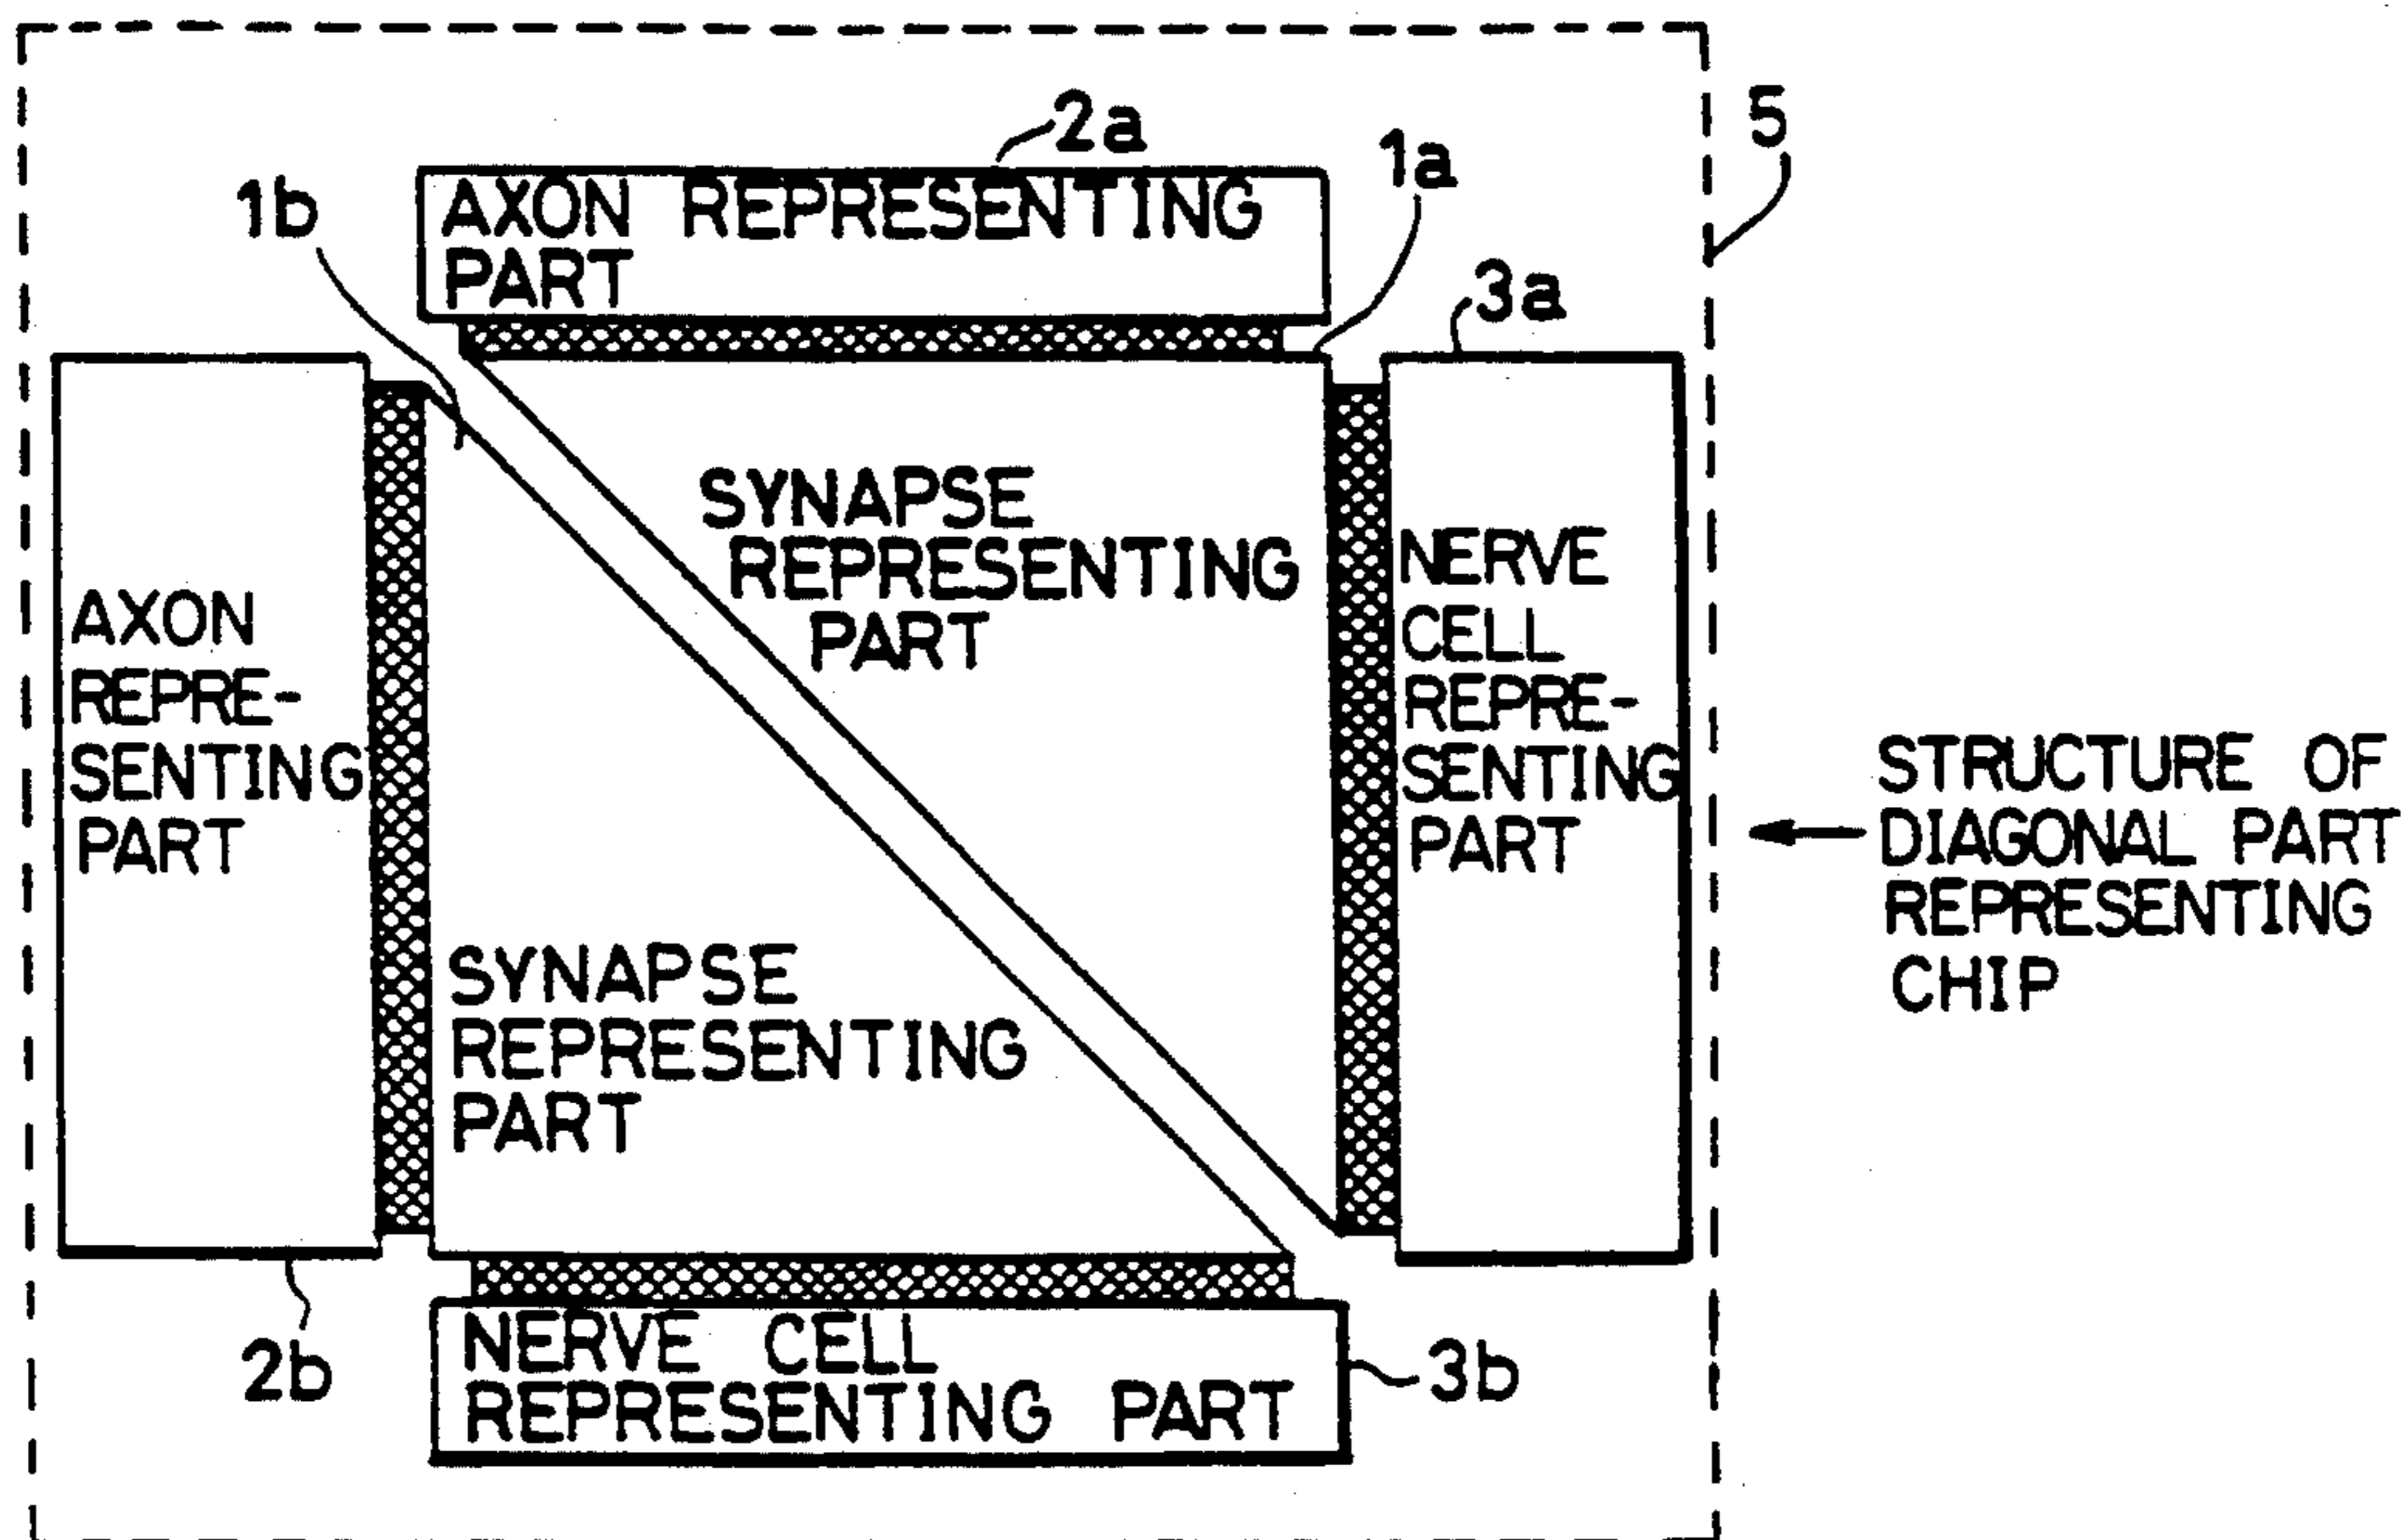 2a
1a
5
1b
AXON REPRESENTING
PART
3a
SYNAPSE
REPRESENTING
PART
NERVE
CELL
REPRE-
SENTING
PART
AXON
REPRE-
SENTING
PART
STRUCTURE OF
DIAGONAL PART
REPRESENTING
CHIP
SYNAPSE
REPRESENTING
PART
2b
NERVE CELL
REPRESENTING PART
3b